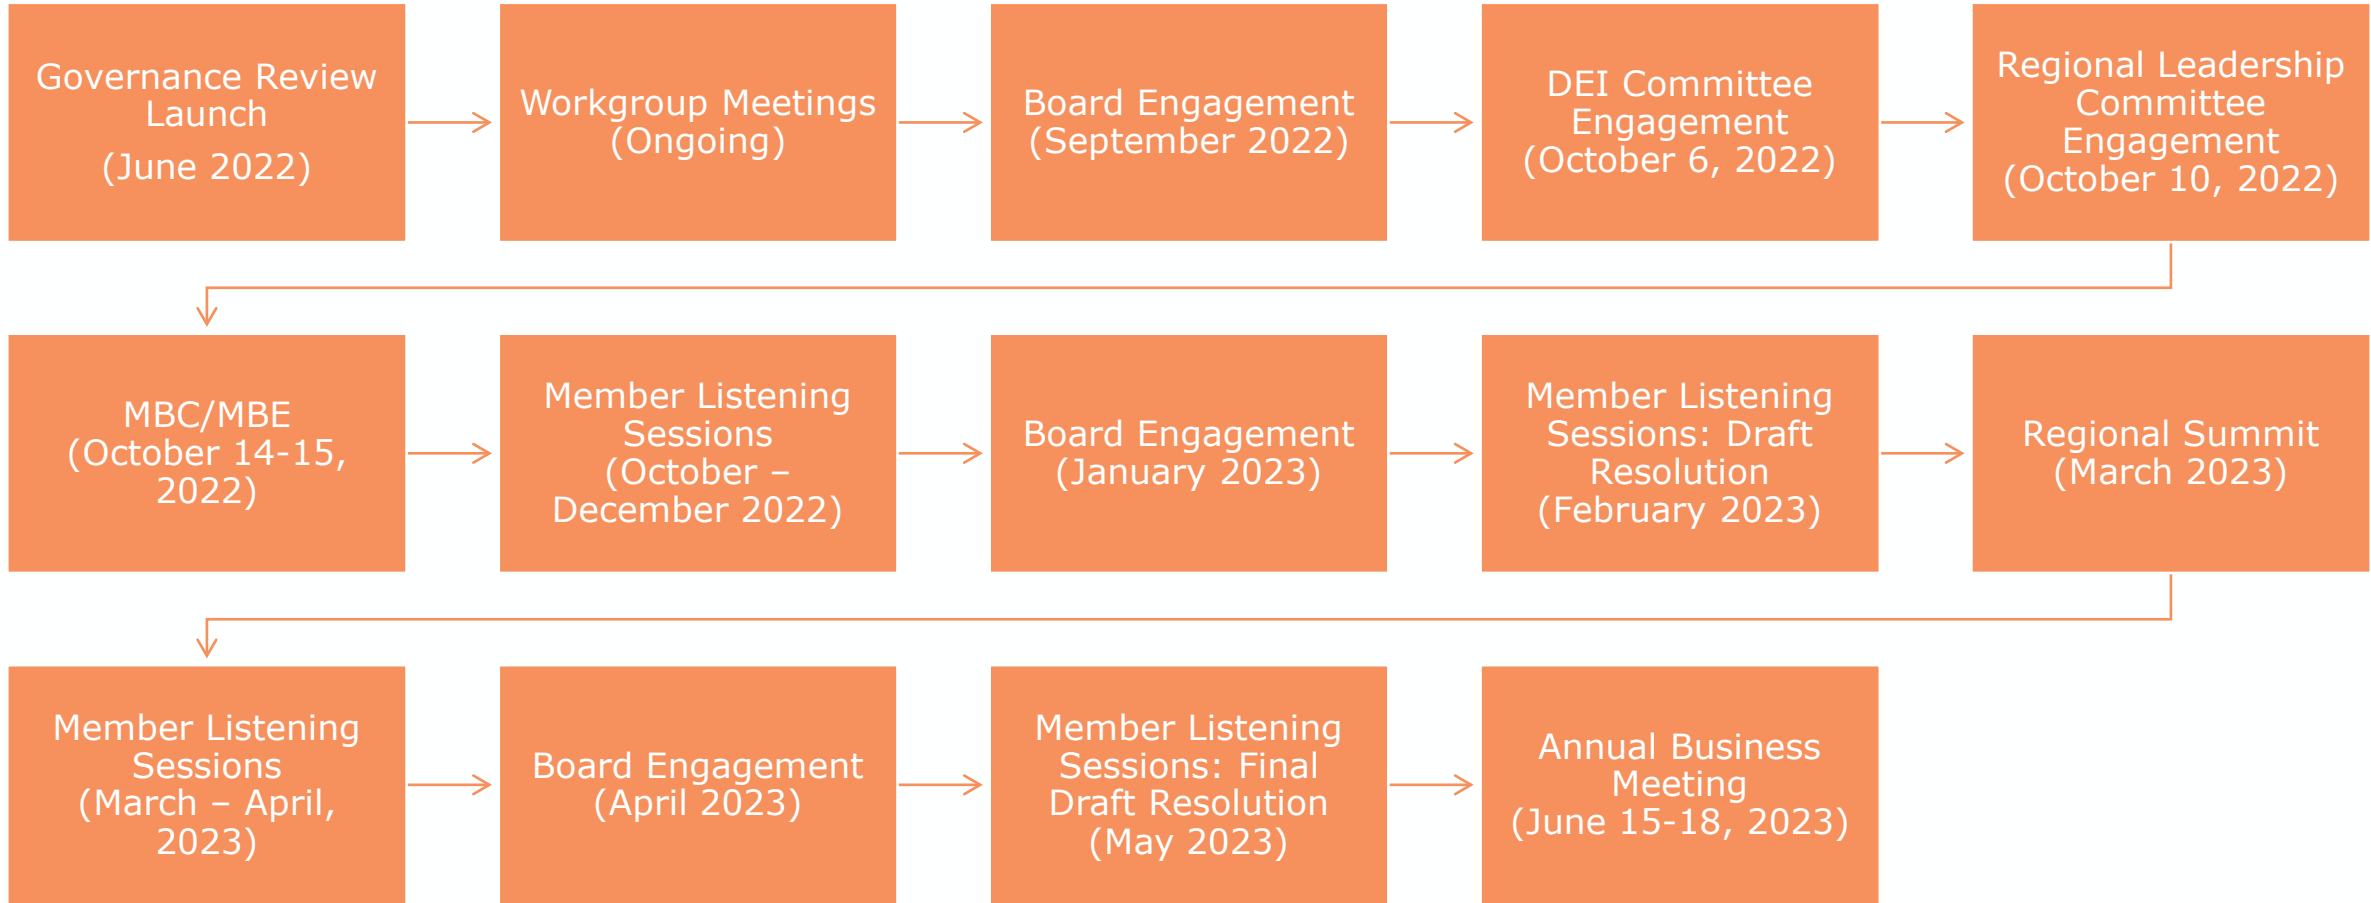 Governance Review
Launch
(June 2022)
Workgroup Meetings
(Ongoing)
Board Engagement
(September 2022)
DEI Committee
Engagement
(October 6, 2022)
Regional Leadership
Committee
Engagement
(October 10, 2022)
MBC/MBE
(October 14-15,
2022)
Member Listening
Sessions
(October –
December 2022)
Board Engagement
(January 2023)
Member Listening
Sessions: Draft
Resolution
(February 2023)
Regional Summit
(March 2023)
Member Listening
Sessions
(March – April,
2023)
Board Engagement
(April 2023)
Member Listening
Sessions: Final
Draft Resolution
(May 2023)
Annual Business
Meeting
(June 15-18, 2023)